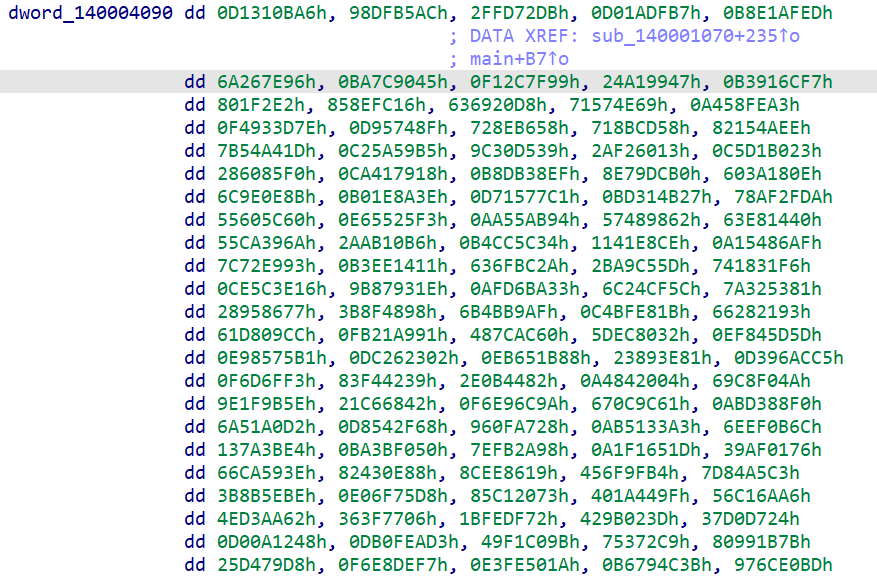 dword_140004090 dd 0D1310BA6h, 98DFB5ACh, 2FFD72DBh, 0D01ADFB7h, 0B8E1AFEDh
; DATA XREF: sub_140001070+235↑o
; main+B7↑o
dd 6A267E96h, 0BA7C9045h, 0F12C7F99h, 24A19947h, 0B3916CF7h
dd 801F2E2h, 858EFC16h, 636920D8h, 71574E69h, 0A458FEA3h
dd 0F4933D7Eh, 0D95748Fh, 728EB658h, 718BCD58h, 82154AEEh
dd 7B54A41Dh, 0C25A59B5h, 9C30D539h, 2AF26013h, 0C5D1B023h
dd 286085F0h, 0CA417918h, 0B8DB38EFh, 8E79DCB0h, 603A180Eh
dd 6C9E0E8Bh, 0B01E8A3Eh, 0D71577C1h, 0BD314B27h, 78AF2FDAh
dd 55605C60h, 0E65525F3h, 0AA55AB94h, 57489862h, 63E81440h
dd 55CA396Ah, 2AAB10B6h, 0B4CC5C34h, 1141E8CEh, 0A15486AFh
dd 7C72E993h, 0B3EE1411h, 636FBC2Ah, 2BA9C55Dh, 741831F6h
dd 0CE5C3E16h, 9B87931Eh, 0AFD6BA33h, 6C24CF5Ch, 7A325381h
dd 28958677h, 3B8F4898h, 6B4BB9AFh, 0C4BFE81Bh, 66282193h
dd 61D809CCh, 0FB21A991h, 487CAC60h, 5DEC8032h, 0EF845D5Dh
dd 0E98575B1h, 0DC262302h, 0EB651B88h, 23893E81h, 0D396ACC5h
dd 0F6D6FF3h, 83F44239h, 2E0B4482h, 0A4842004h, 69C8F04Ah
dd 9E1F9B5Eh, 21C66842h, 0F6E96C9Ah, 670C9C61h, 0ABD388F0h
dd 6A51A0D2h, 0D8542F68h, 960FA728h, 0AB5133A3h, 6EEF0B6Ch
dd 137A3BE4h, 0BA3BF050h, 7EFB2A98h, 0A1F1651Dh, 39AF0176h
dd 66CA593Eh, 82430E88h, 8CEE8619h, 456F9FB4h, 7D84A5C3h
dd 3B8B5EBEh, 0E06F75D8h, 85C12073h, 401A449Fh, 56C16AA6h
dd 4ED3AA62h, 363F7706h, 1BFEDF72h, 429B023Dh, 37D0D724h
dd 0D00A1248h, 0DB0FEAD3h, 49F1C09Bh, 75372C9h, 80991B7Bh
dd 25D479D8h, 0F6E8DEF7h, 0E3FE501Ah, 0B6794C3Bh, 976CE0BDh